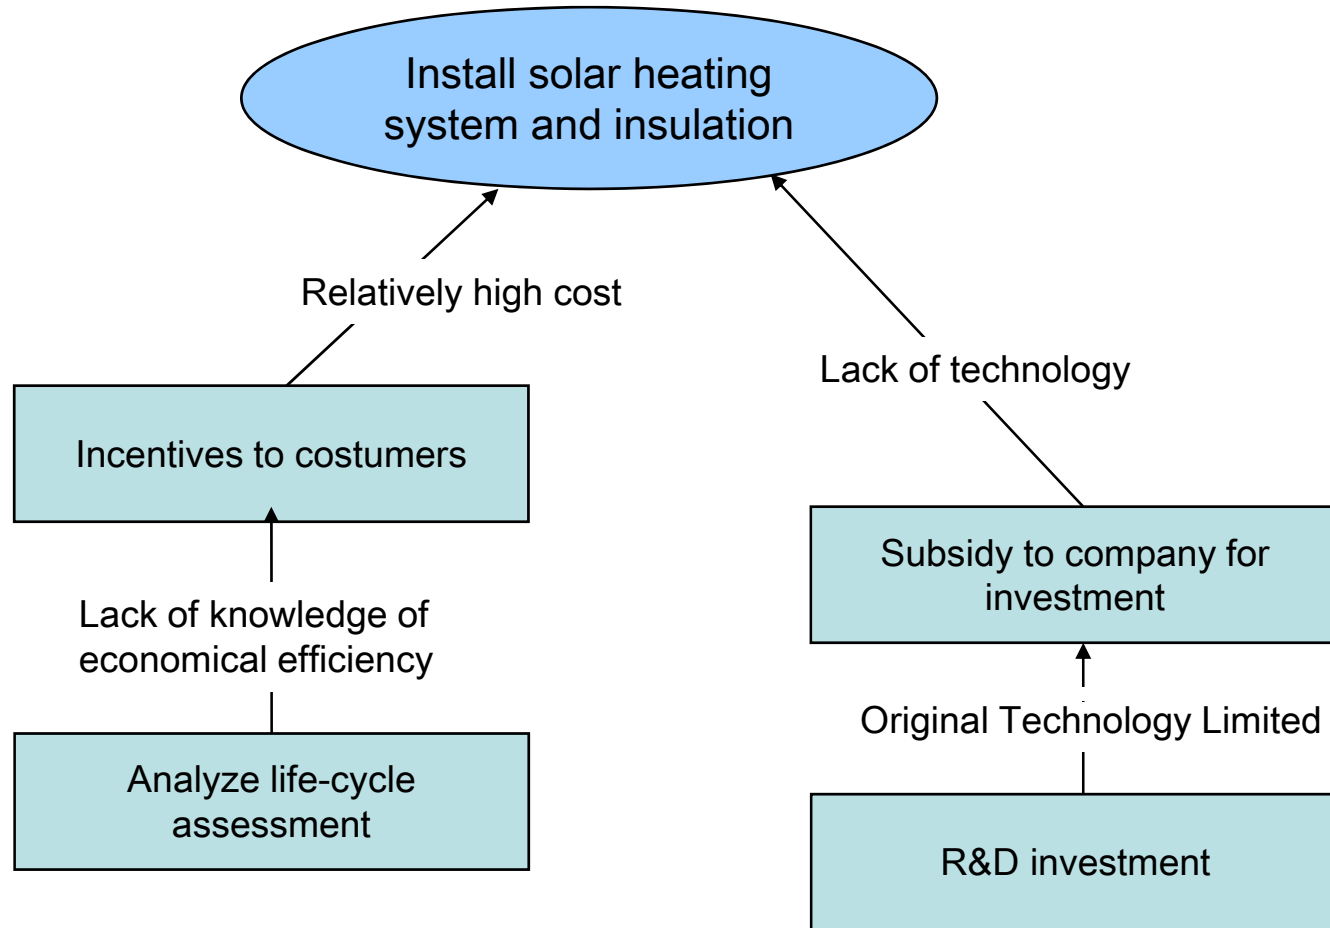 Install solar heating
system and insulation
Relatively high cost
Lack of technology
Incentives to costumers
Subsidy to company for
investment
Lack of knowledge of
economical efficiency
Original Technology Limited
Analyze life-cycle
assessment
R&D investment